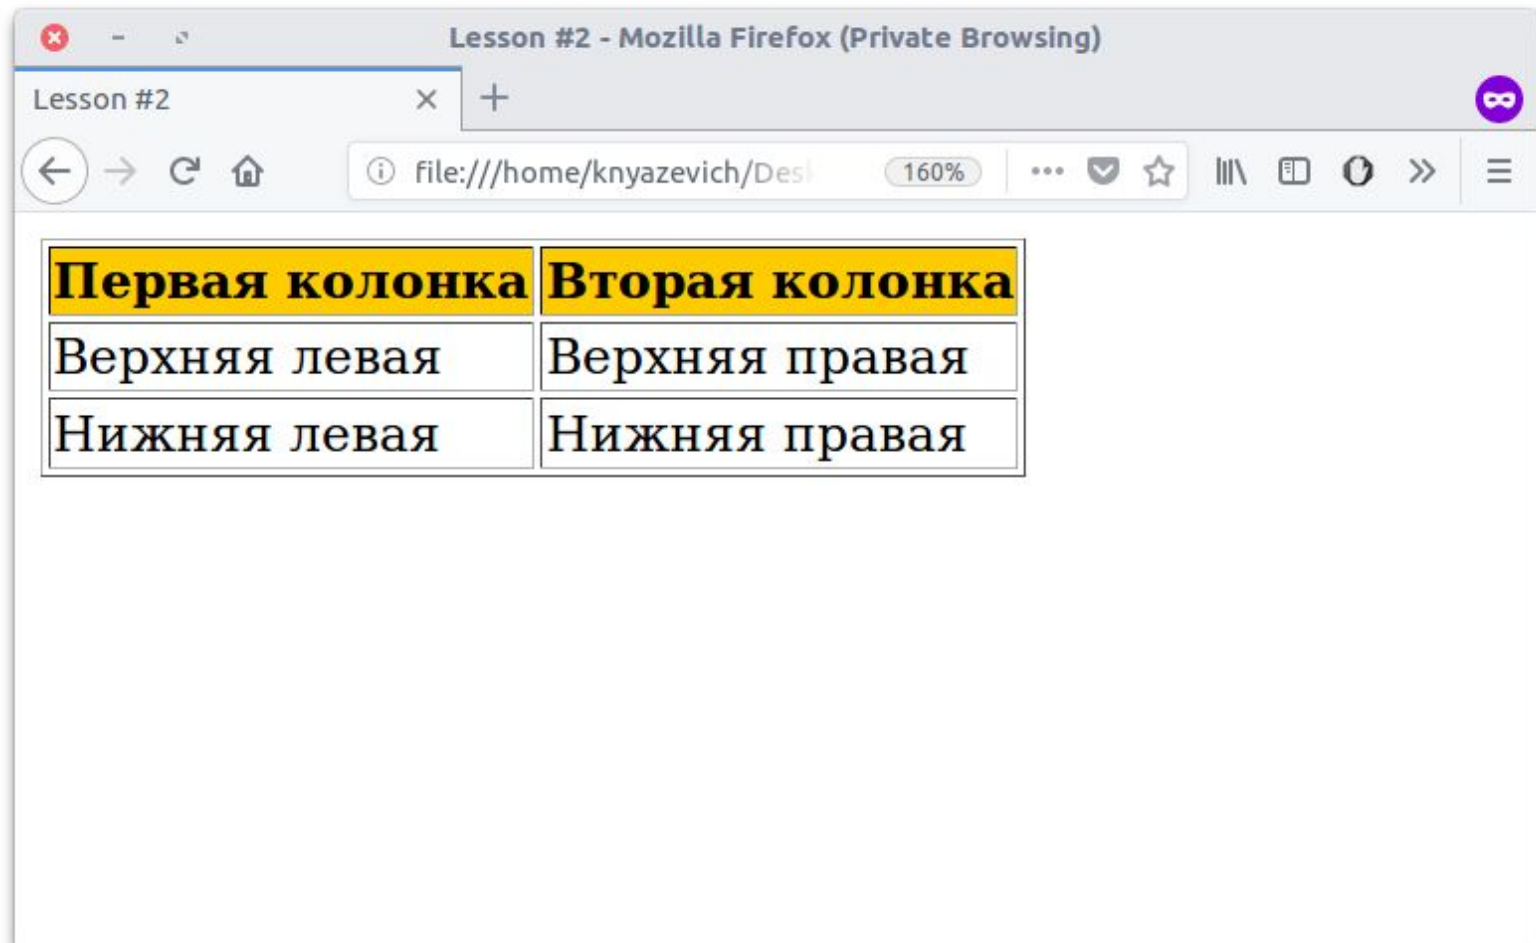 Lesson #2 - Mozilla Firefox (Private Browsing)
Lesson #2
file:///home/knyazevich/Des 160%
Первая колонка Вторая колонка
Верхняя левая Верхняя правая
Нижняя левая Нижняя правая